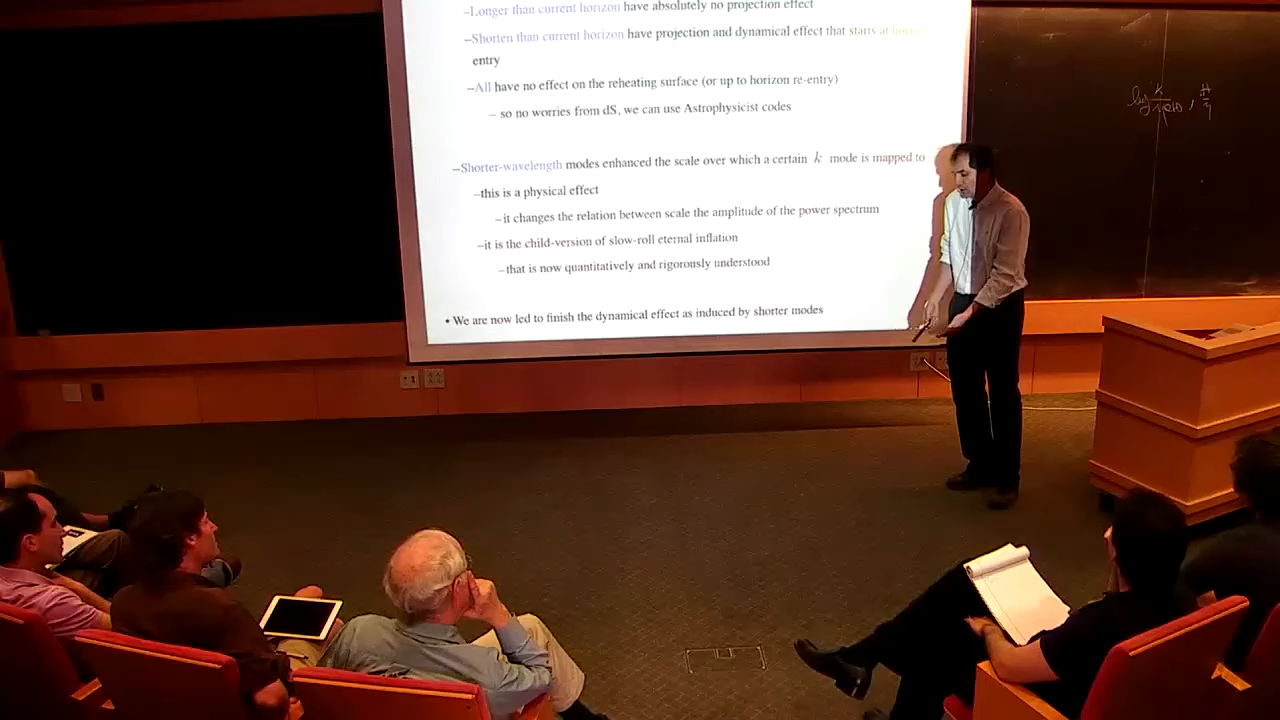 –Longer than current horizon have absolutely no projection effect
–Shorten than current horizon have projection and dynamical effect that starts at horizon
entry
–All have no effect on the reheating surface (or up to horizon re-entry)
– so no worries from dS, we can use Astrophysicist codes
–Shorter-wavelength modes enhanced the scale over which a certain k mode is mapped to
–this is a physical effect
–it changes the relation between scale the amplitude of the power spectrum
–it is the child-version of slow-roll eternal inflation
–that is now quantitatively and rigorously understood
• We are now led to finish the dynamical effect as induced by shorter modes
log